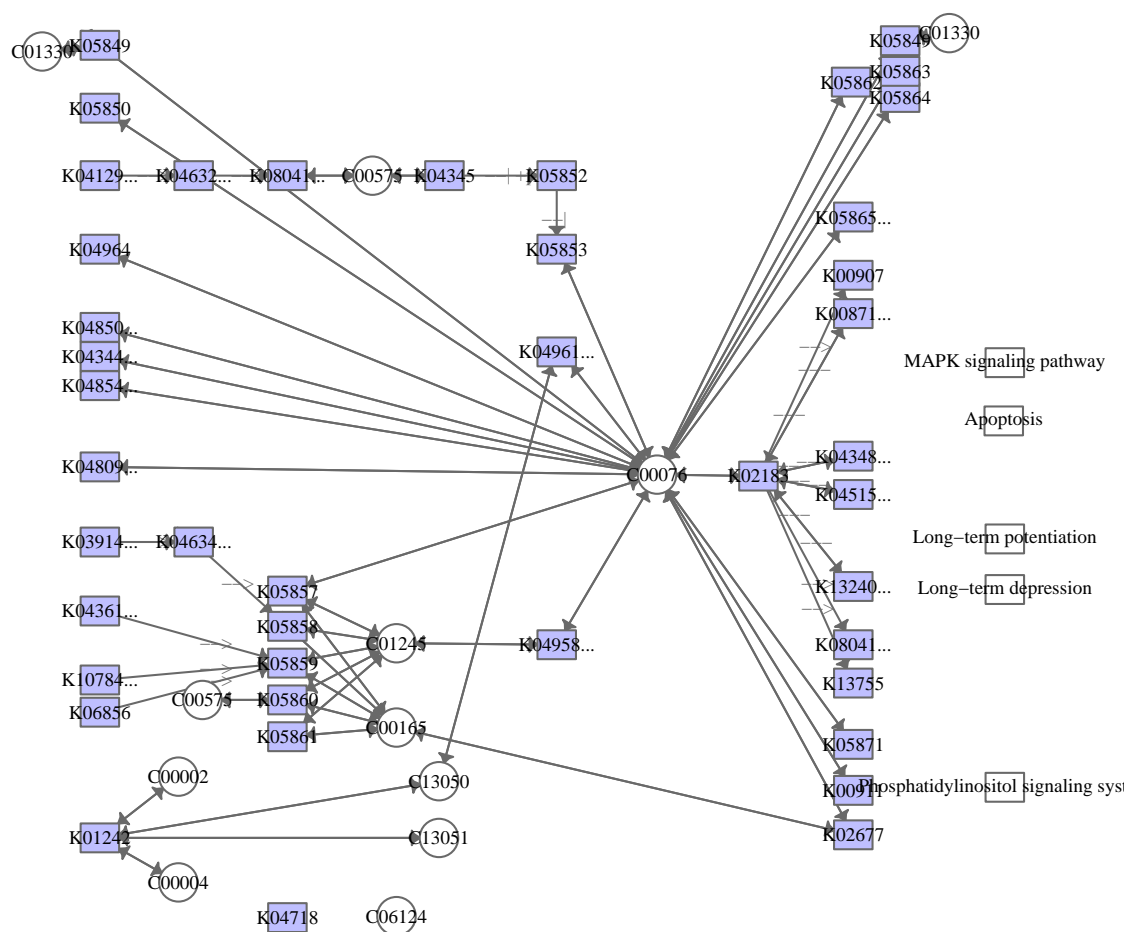 C01330
K05849
K05849
C01330
K05863
K05862
K05864
K05850
K04129...
K04632...
K08041...
C00575
K04345
K05852
K05865...
K04964
K05853
K00907
K00871...
K04850...
K04344...
K04854...
K04961...
MAPK signaling pathway
Apoptosis
K04809...
C00076
K02183
K04348...
K04515...
K03914...
K04634...
Long−term potentiation
K05857
K13240...
Long−term depression
K04361...
K05858
C01245
K04958...
K08041...
K05859
K10784...
K13755
K06856
C00575
K05860
C00165
K05861
K05871
C00002
C13050
K00911
Phosphatidylinositol signaling syst
K01242
C13051
K02677
C00004
K04718
C06124